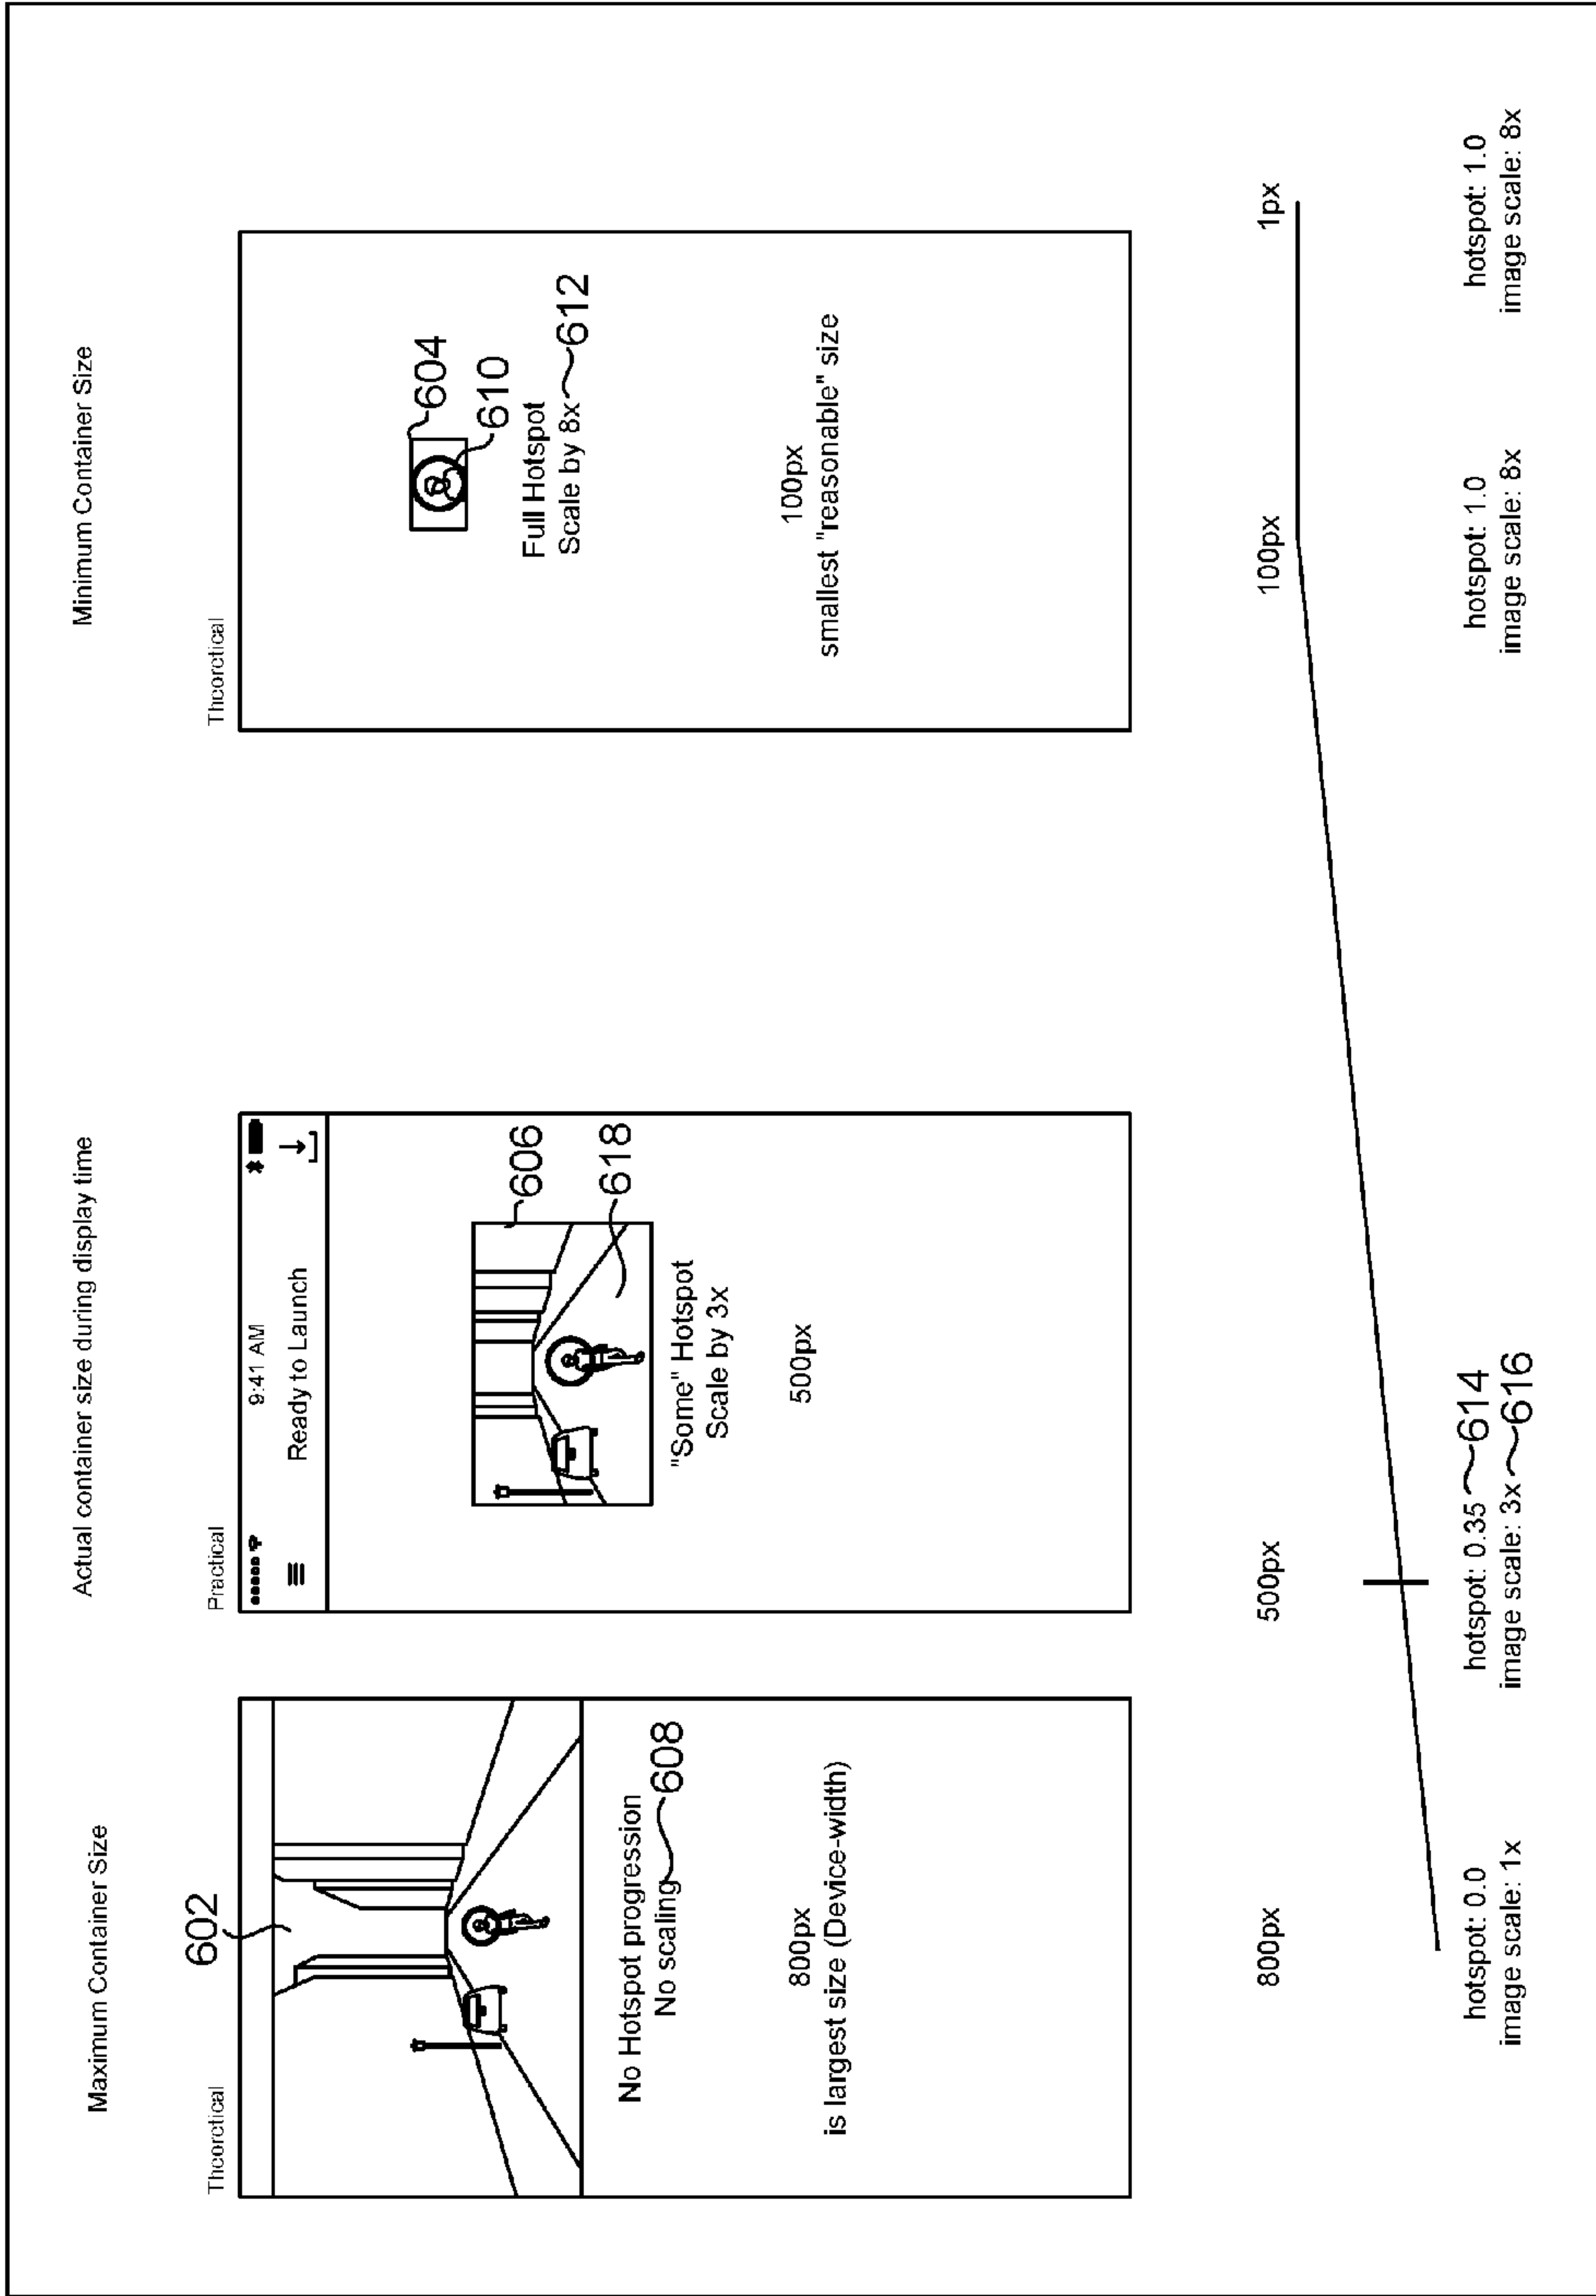 Maximum Container Size
Theoretical
602
No Hotspot progression
No scaling 608
800px
is largest size (Device-width)
Actual container size during display time
Practical
9:41 AM
Ready to Launch
606
618
"Some" Hotspot
Scale by 3x
500px
Minimum Container Size
Theoretical
604
610
Full Hotspot
Scale by 8x 612
100px
smallest "reasonable" size
800px
500px
100px
1px
hotspot: 0.0
image scale: 1x
hotspot: 0.35 614
image scale: 3x 616
hotspot: 1.0
image scale: 8x
hotspot: 1.0
image scale: 8x